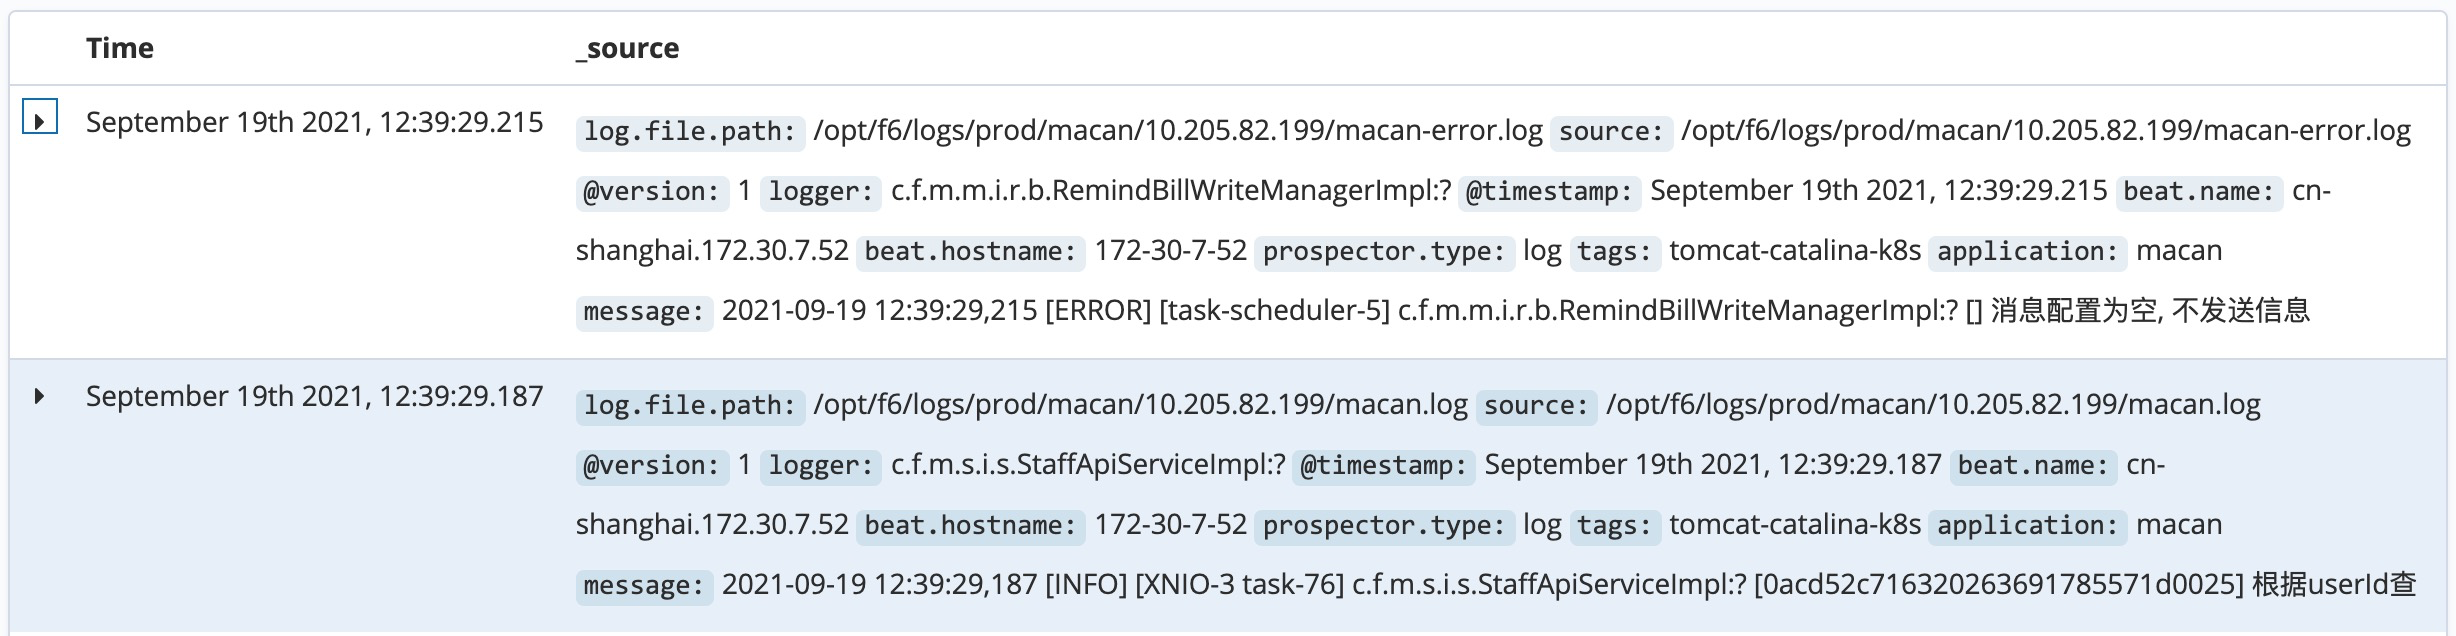 Time _source
September 19th 2021, 12:39:29.215 log.file.path: /opt/f6/logs/prod/macan/10.205.82.199/macan-error.log source: /opt/f6/logs/prod/macan/10.205.82.199/macan-error.log
@version: 1 logger: c.f.m.m.i.r.b.RemindBillWriteManagerImpl:? @timestamp: September 19th 2021, 12:39:29.215 beat.name: cn-
shanghai.172.30.7.52 beat.hostname: 172-30-7-52 prospector.type: log tags: tomcat-catalina-k8s application: macan
message: 2021-09-19 12:39:29,215 [ERROR] [task-scheduler-5] c.f.m.m.i.r.b.RemindBillWriteManagerImpl:? [] 消息配置为空, 不发送信息
September 19th 2021, 12:39:29.187 log.file.path: /opt/f6/logs/prod/macan/10.205.82.199/macan.log source: /opt/f6/logs/prod/macan/10.205.82.199/macan.log
@version: 1 logger: c.f.m.s.i.s.StaffApiServiceImpl:? @timestamp: September 19th 2021, 12:39:29.187 beat.name: cn-
shanghai.172.30.7.52 beat.hostname: 172-30-7-52 prospector.type: log tags: tomcat-catalina-k8s application: macan
message: 2021-09-19 12:39:29,187 [INFO] [XNIO-3 task-76] c.f.m.s.i.s.StaffApiServiceImpl:? [0acd52c716320263691785571d0025] 根据userId查